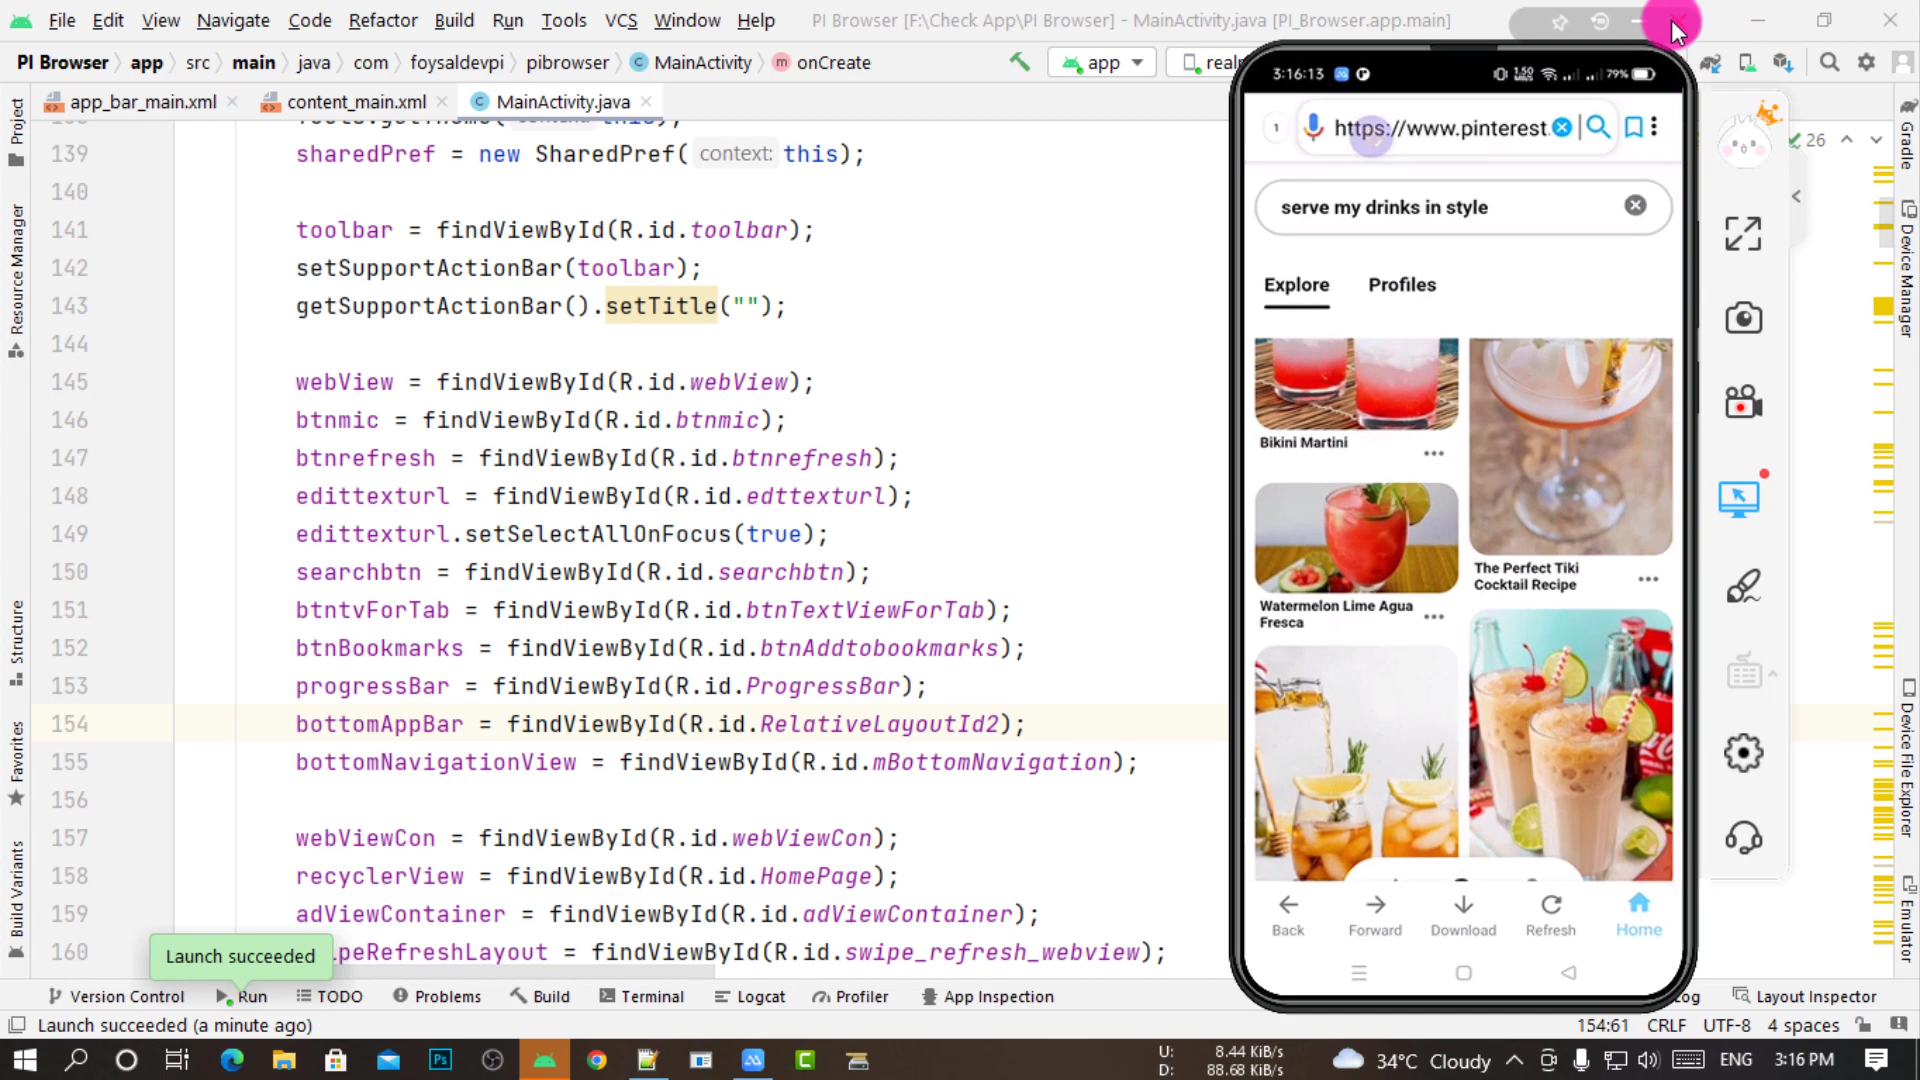 File Edit View Navigate Code Refactor Build Run Tools VCS Window Help PI Browser [F:\Check App\PI Browser] - MainActivity.java [PI_Browser.app.main]
PI Browser app src main java com foysaldevpi pibrowser MainActivity onCreate app
app_bar_main.xml content_main.xml MainActivity.java
26
139 sharedPref = new SharedPref( context: this);
140
141 toolbar = findViewById(R.id.toolbar);
142 setSupportActionBar(toolbar);
143 getSupportActionBar().setTitle("");
144
145 webView = findViewById(R.id.webView);
146 btnmic = findViewById(R.id.btnmic);
147 btnrefresh = findViewById(R.id.btnrefresh);
148 edittexturl = findViewById(R.id.edttexturl);
149 edittexturl.setSelectAllOnFocus(true);
150 searchbtn = findViewById(R.id.searchbtn);
151 btntvForTab = findViewById(R.id.btnTextViewForTab);
152 btnBookmarks = findViewById(R.id.btnAddtobookmarks);
153 progressBar = findViewById(R.id.ProgressBar);
154 bottomAppBar = findViewById(R.id.RelativeLayoutId2);
155 bottomNavigationView = findViewById(R.id.mBottomNavigation);
156
157 webViewCon = findViewById(R.id.webViewCon);
158 recyclerView = findViewById(R.id.HomePage);
159 adViewContainer = findViewById(R.id.adViewContainer);
160 ipeRefreshLayout = findViewById(R.id.swipe_refresh_webview);
Launch succeeded
Project
Resource Manager
Structure
Favorites
Build Variants
3:16:13 1.50 79%
1 https://www.pinterest.
serve my drinks in style
Explore Profiles
Bikini Martini
The Perfect Tiki
Cocktail Recipe
Watermelon Lime Agua
Fresca
Back Forward Download Refresh Home
Gradle
Device Manager
Device File Explorer
Emulator
Version Control Run TODO Problems Build Terminal Logcat Profiler App Inspection Layout Inspector
Launch succeeded (a minute ago) 154:61 CRLF UTF-8 4 spaces
Ps
U: 8.44 KiB/s
D: 88.68 KiB/s
34°C Cloudy ENG 3:16 PM